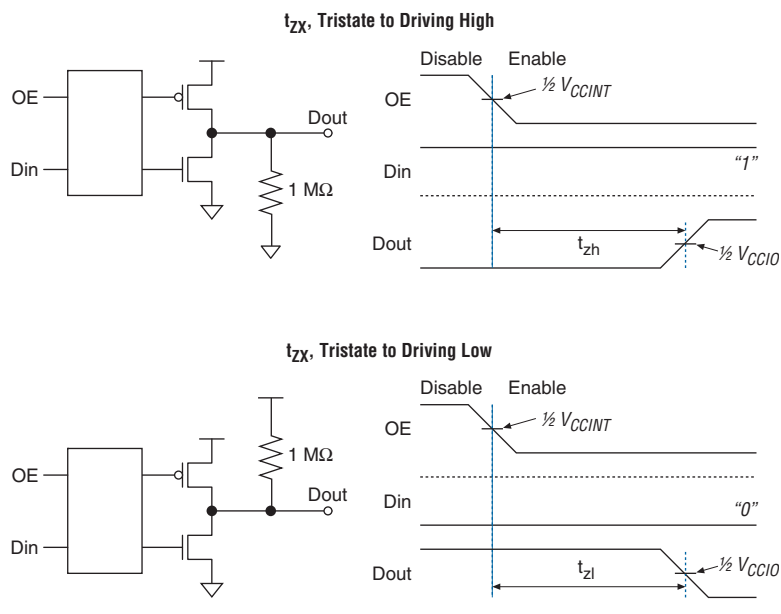 tZX, Tristate to Driving High
Disable Enable
OE
Din
Dout
1 MΩ
OE
½ VCCINT
Din
"1"
Dout
tzh
½ VCCIO
tZX, Tristate to Driving Low
Disable Enable
OE
Din
1 MΩ
Dout
OE
½ VCCINT
Din
"0"
Dout
tzl
½ VCCIO